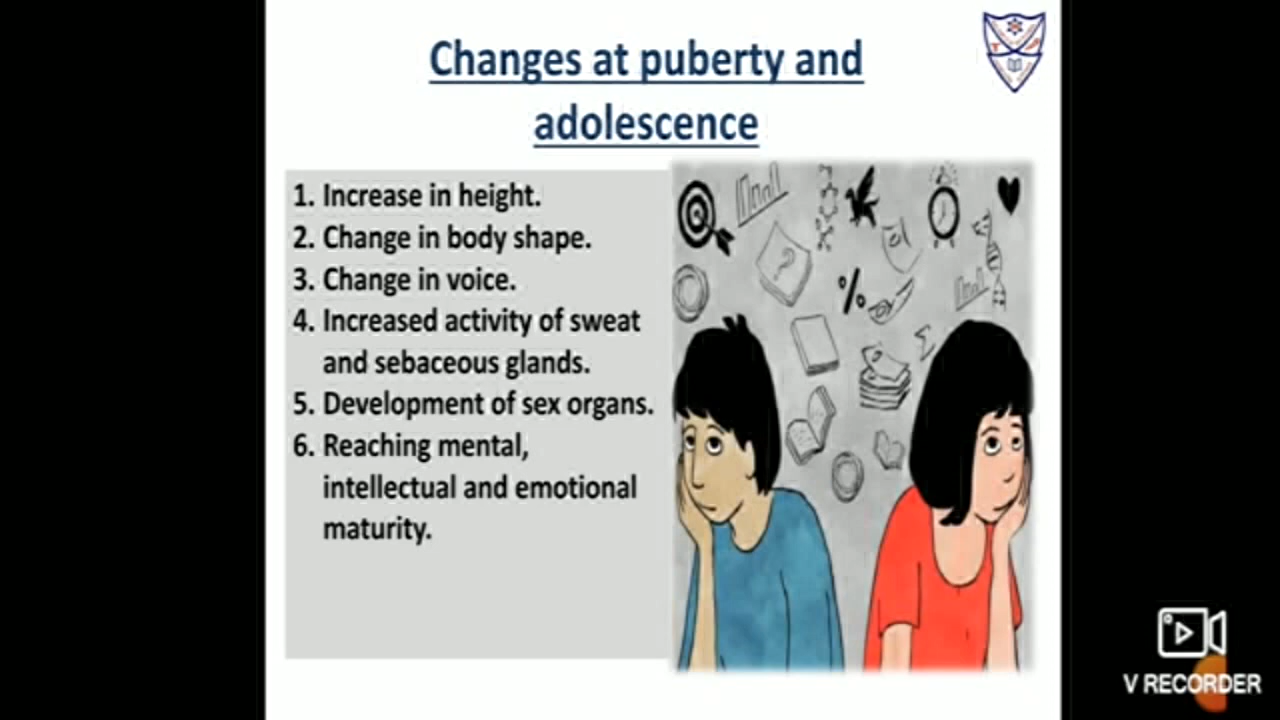 Changes at puberty and
adolescence
1. Increase in height.
2. Change in body shape.
3. Change in voice.
4. Increased activity of sweat
and sebaceous glands.
5. Development of sex organs.
6. Reaching mental,
intellectual and emotional
maturity.
?
%
Σ
V RECORDER